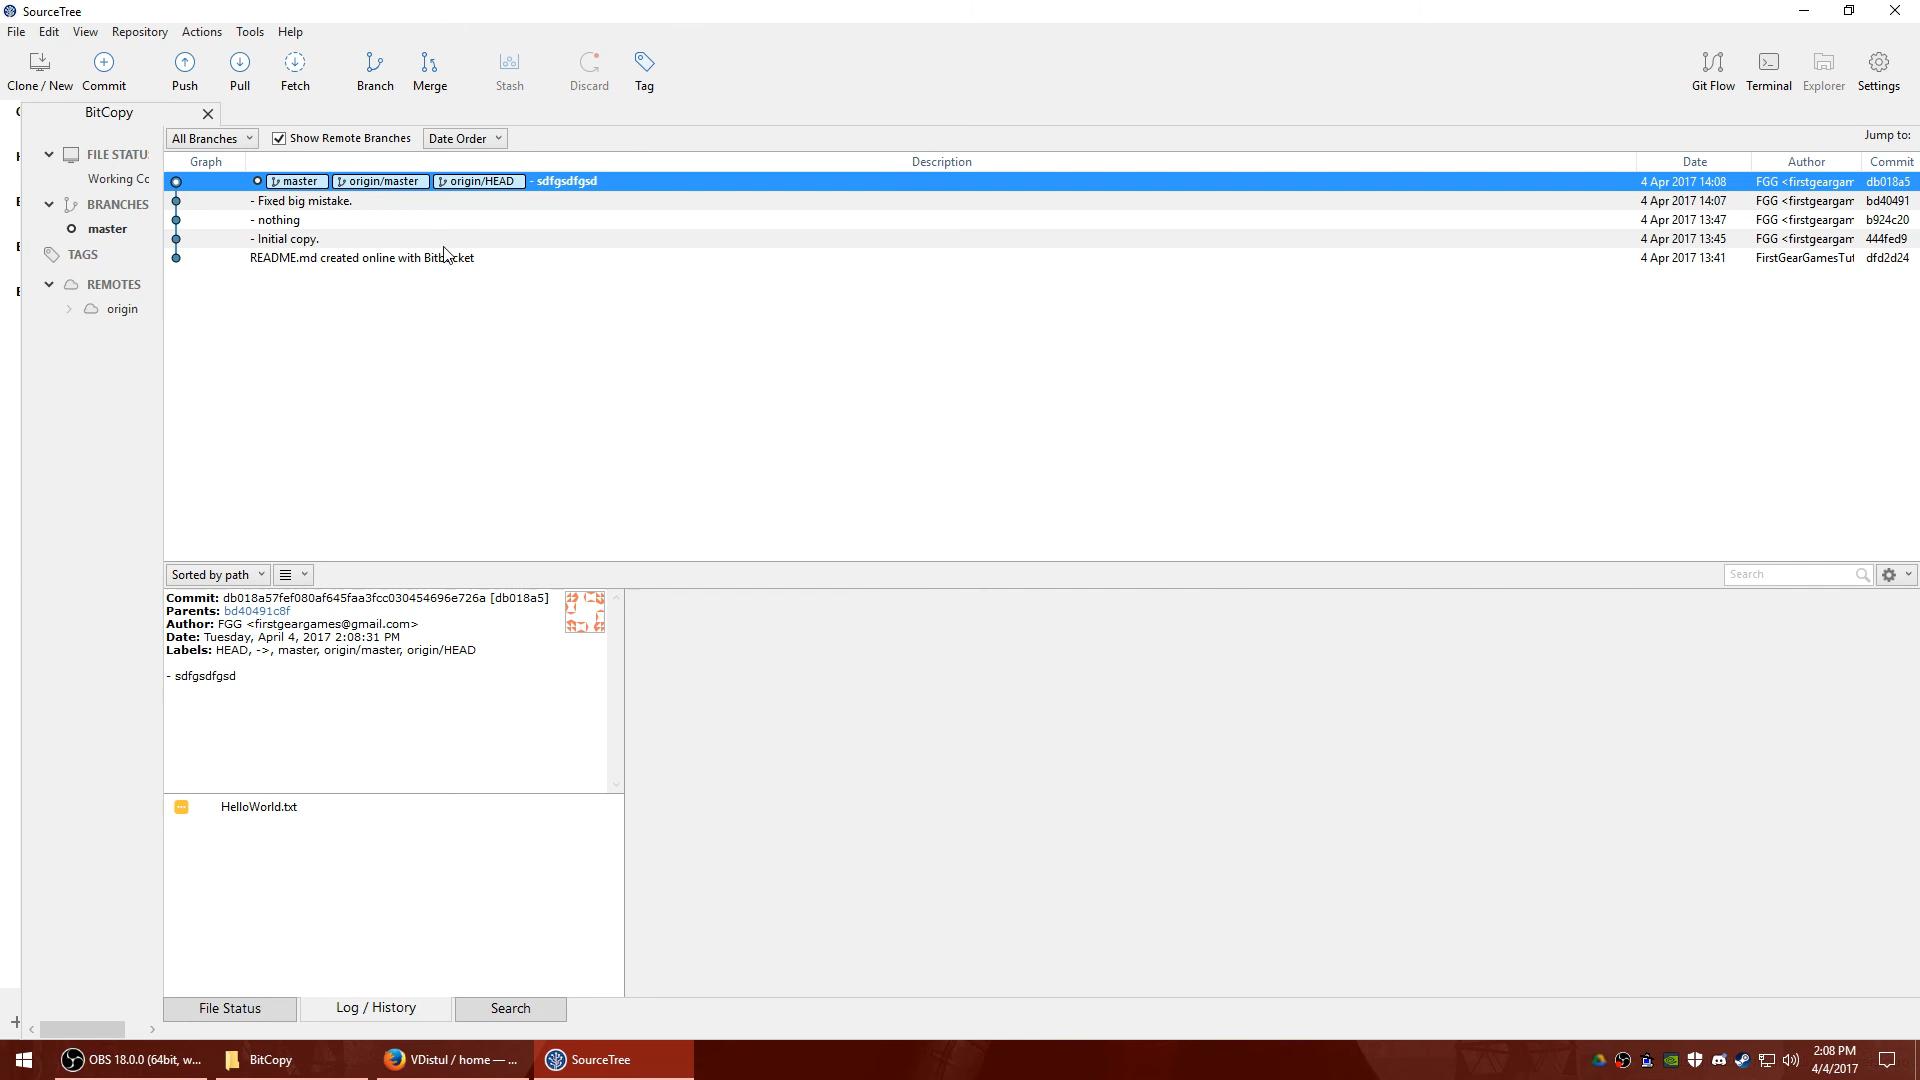 SourceTree
File Edit View Repository Actions Tools Help
Clone / New Commit Push Pull Fetch Branch Merge Stash Discard Tag Git Flow Terminal Explorer Settings
BitCopy
All Branches Show Remote Branches Date Order Jump to:
Graph Description Date Author Commit
master origin/master origin/HEAD - sdfgsdfgsd 4 Apr 2017 14:08 FGG <firstgeargam db018a5
- Fixed big mistake. 4 Apr 2017 14:07 FGG <firstgeargam bd40491
- nothing 4 Apr 2017 13:47 FGG <firstgeargam b924c20
- Initial copy. 4 Apr 2017 13:45 FGG <firstgeargam 444fed9
README.md created online with Bitbucket 4 Apr 2017 13:41 FirstGearGamesTut dfd2d24
FILE STATU
Working Co
BRANCHES
master
TAGS
REMOTES
origin
Sorted by path Search
Commit: db018a57fef080af645faa3fcc030454696e726a [db018a5]
Parents: bd40491c8f
Author: FGG <firstgeargames@gmail.com>
Date: Tuesday, April 4, 2017 2:08:31 PM
Labels: HEAD, ->, master, origin/master, origin/HEAD
- sdfgsdfgsd
HelloWorld.txt
File Status Log / History Search
OBS 18.0.0 (64bit, w... BitCopy VDistul / home — ... SourceTree
2:08 PM
4/4/2017